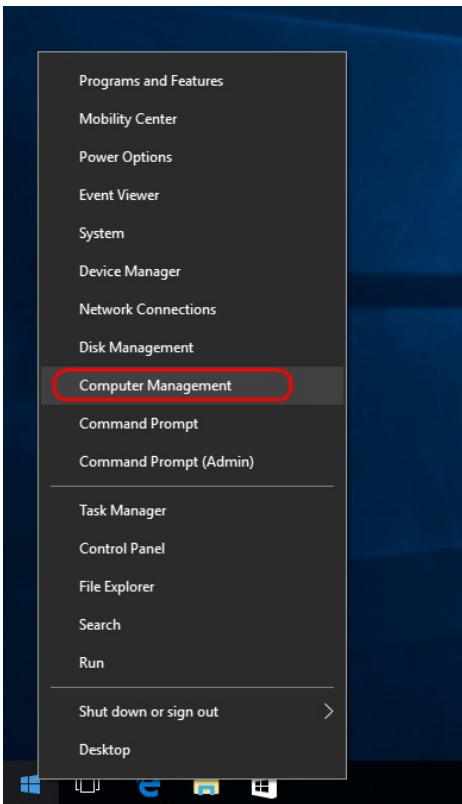 Programs and Features
Mobility Center
Power Options
Event Viewer
System
Device Manager
Network Connections
Disk Management
Computer Management
Command Prompt
Command Prompt (Admin)
Task Manager
Control Panel
File Explorer
Search
Run
Shut down or sign out
Desktop